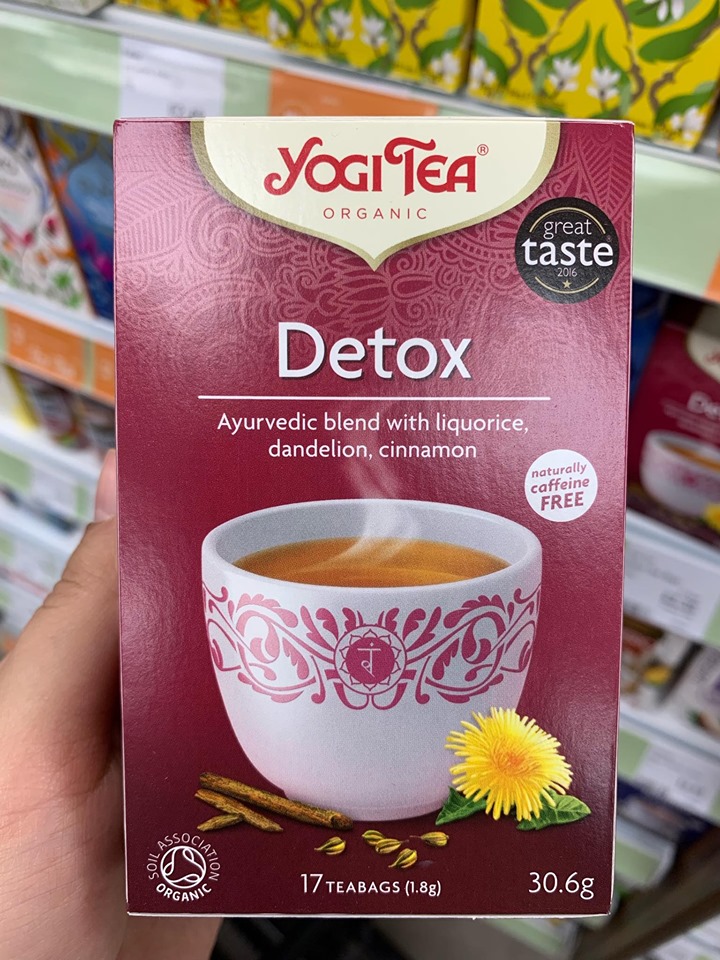 YOGI TEA®
ORGANIC
great
taste
2016
Detox
Ayurvedic blend with liquorice,
dandelion, cinnamon
naturally
caffeine
FREE
SOIL ASSOCIATION
ORGANIC
17 TEABAGS (1.8g)
30.6g